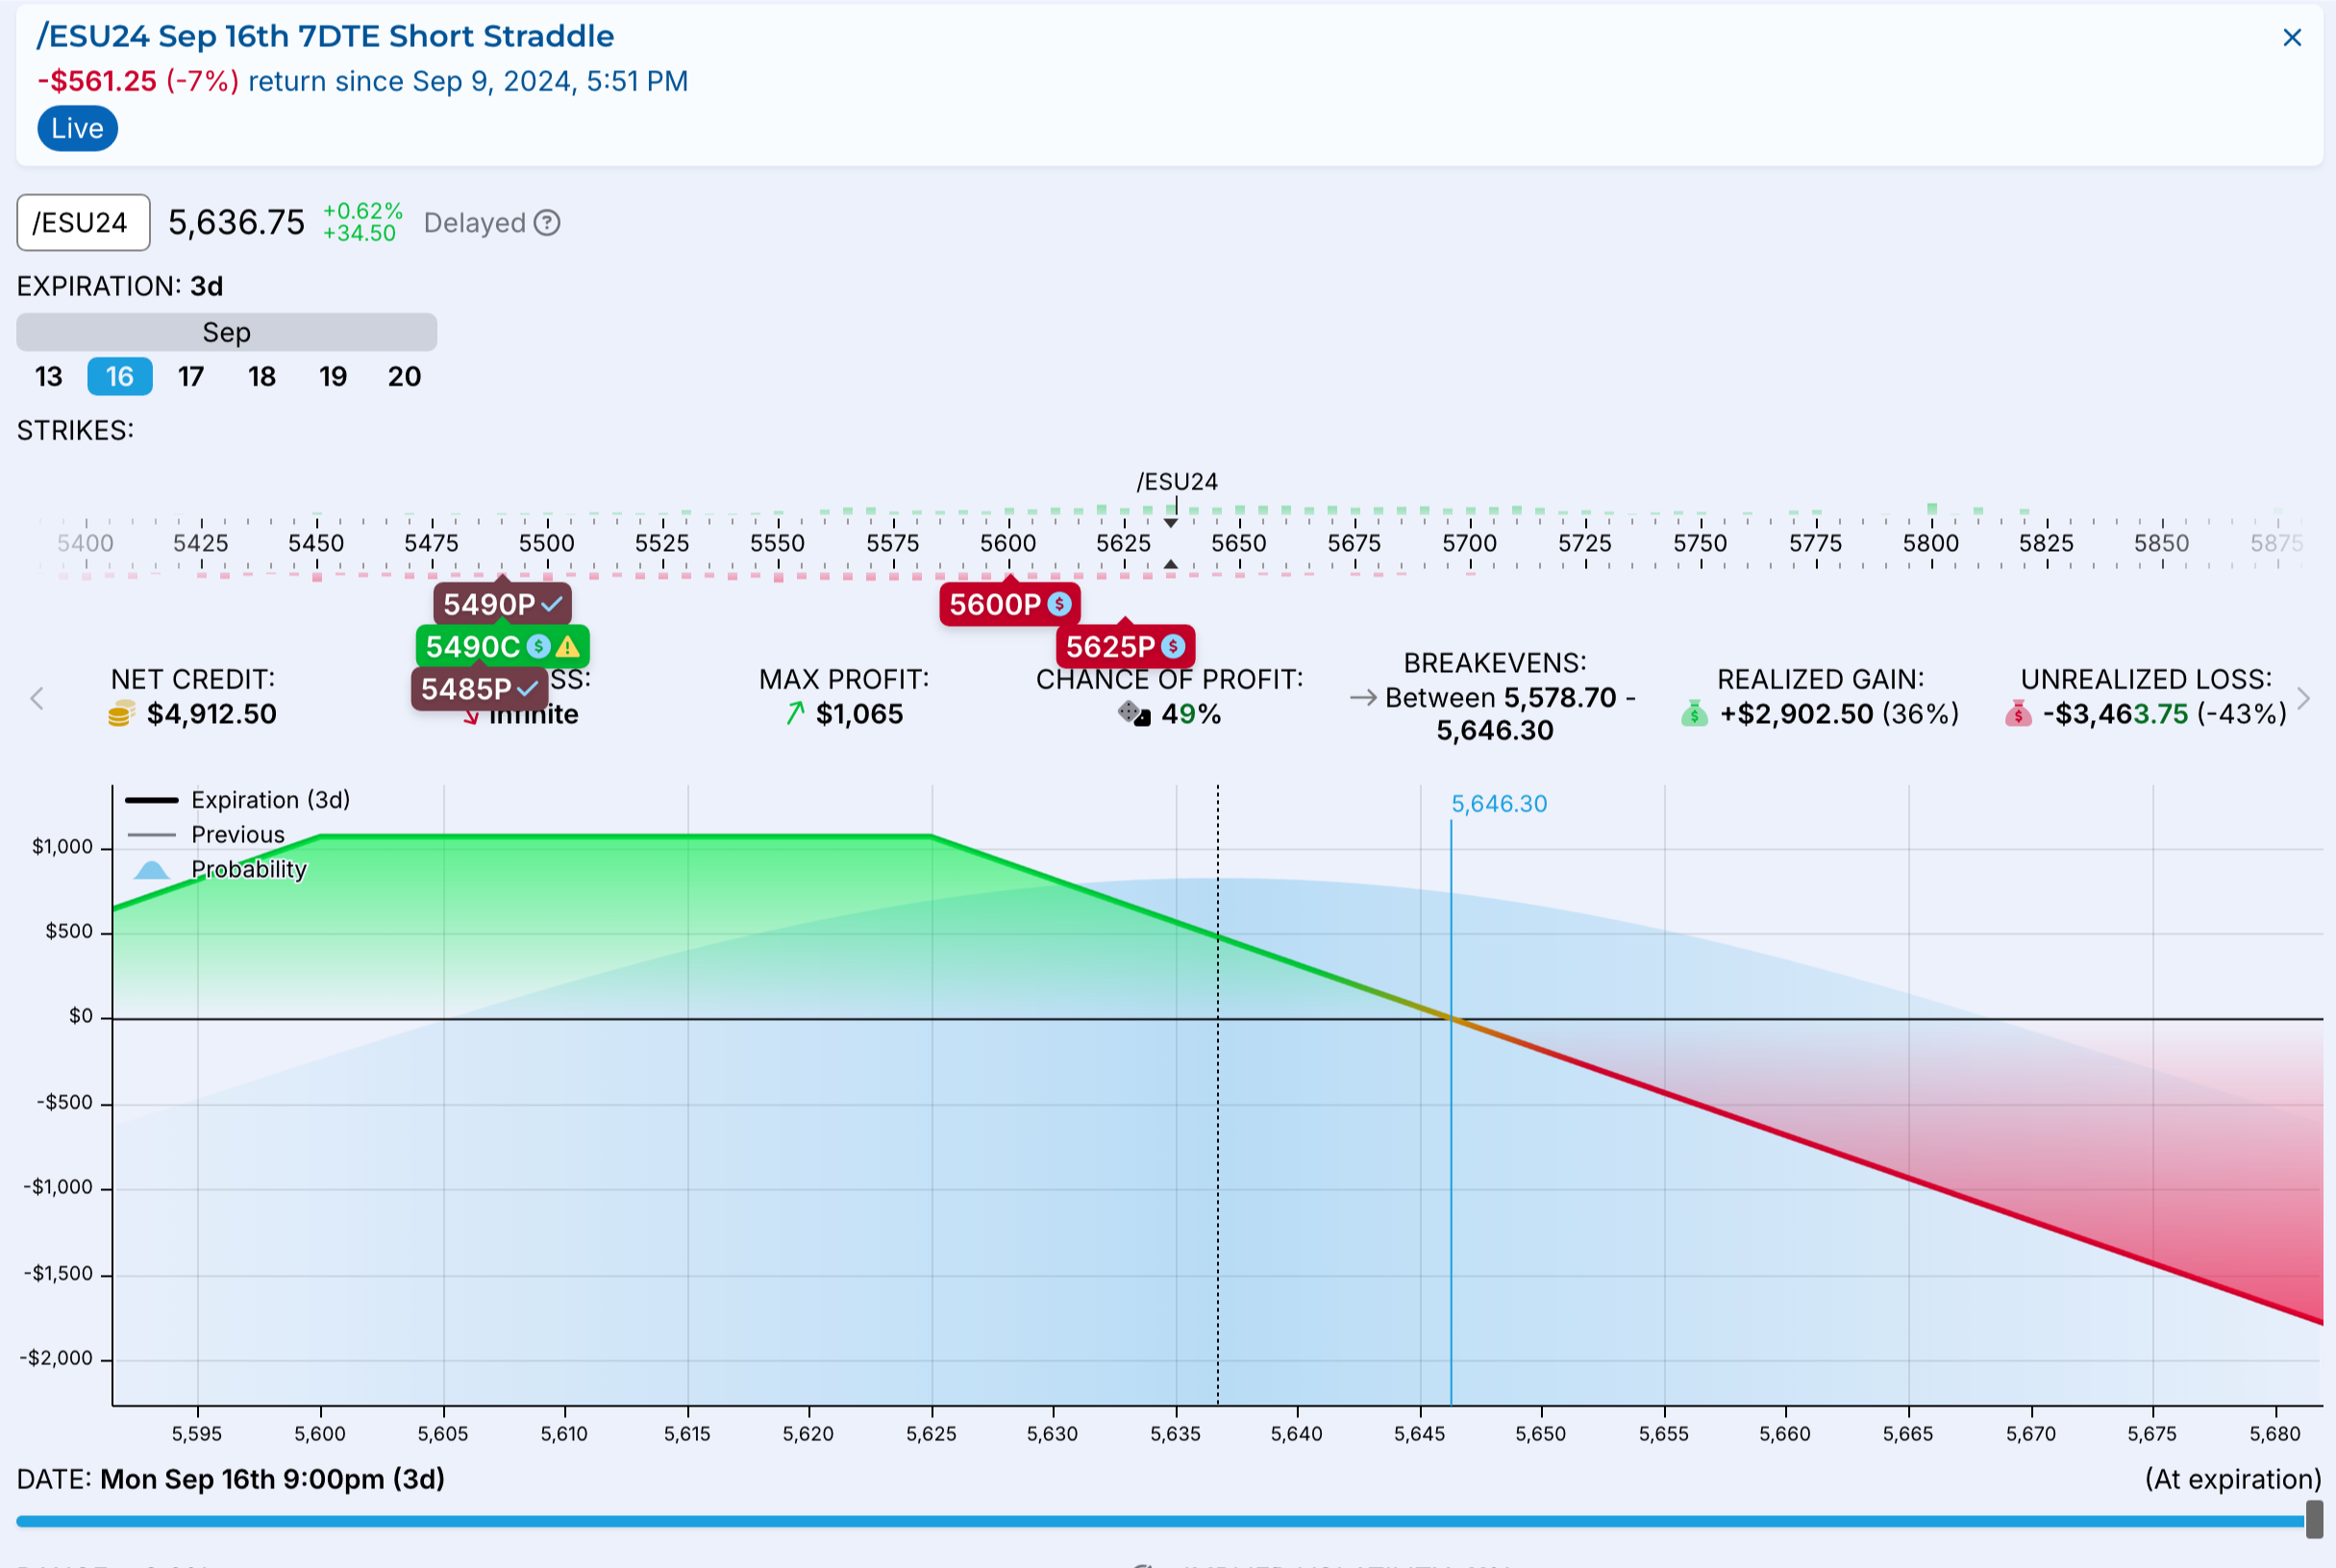 /ESU24 Sep 16th 7DTE Short Straddle
-$561.25 (-7%) return since Sep 9, 2024, 5:51 PM
Live
/ESU24 5,636.75 +0.62% +34.50 Delayed ?
EXPIRATION: 3d
Sep
13 16 17 18 19 20
STRIKES:
/ESU24
5400 5425 5450 5475 5500 5525 5550 5575 5600 5625 5650 5675 5700 5725 5750 5775 5800 5825 5850 5875
5490P 5600P $
5490C $ 5625P $
5485P
NET CREDIT:
$4,912.50
SS:
Infinite
MAX PROFIT:
$1,065
CHANCE OF PROFIT:
49%
BREAKEVENS:
Between 5,578.70 -
5,646.30
REALIZED GAIN:
$ +$2,902.50 (36%)
UNREALIZED LOSS:
$ -$3,463.75 (-43%)
Expiration (3d)
Previous
Probability
5,646.30
$1,000
$500
$0
-$500
-$1,000
-$1,500
-$2,000
5,595 5,600 5,605 5,610 5,615 5,620 5,625 5,630 5,635 5,640 5,645 5,650 5,655 5,660 5,665 5,670 5,675 5,680
DATE: Mon Sep 16th 9:00pm (3d) (At expiration)